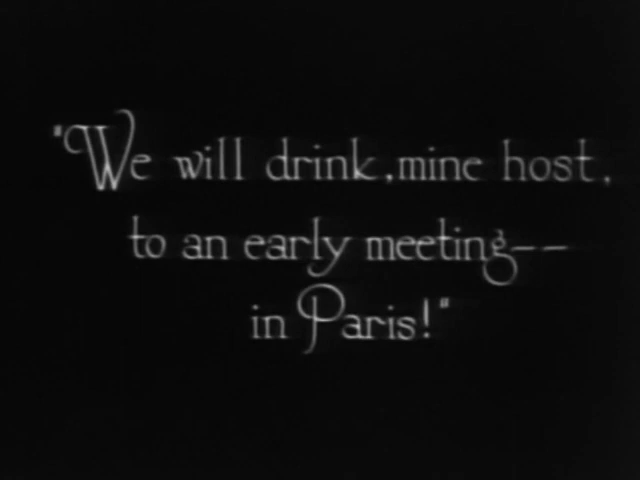 "We will drink, mine host,
to an early meeting--
in Paris!"